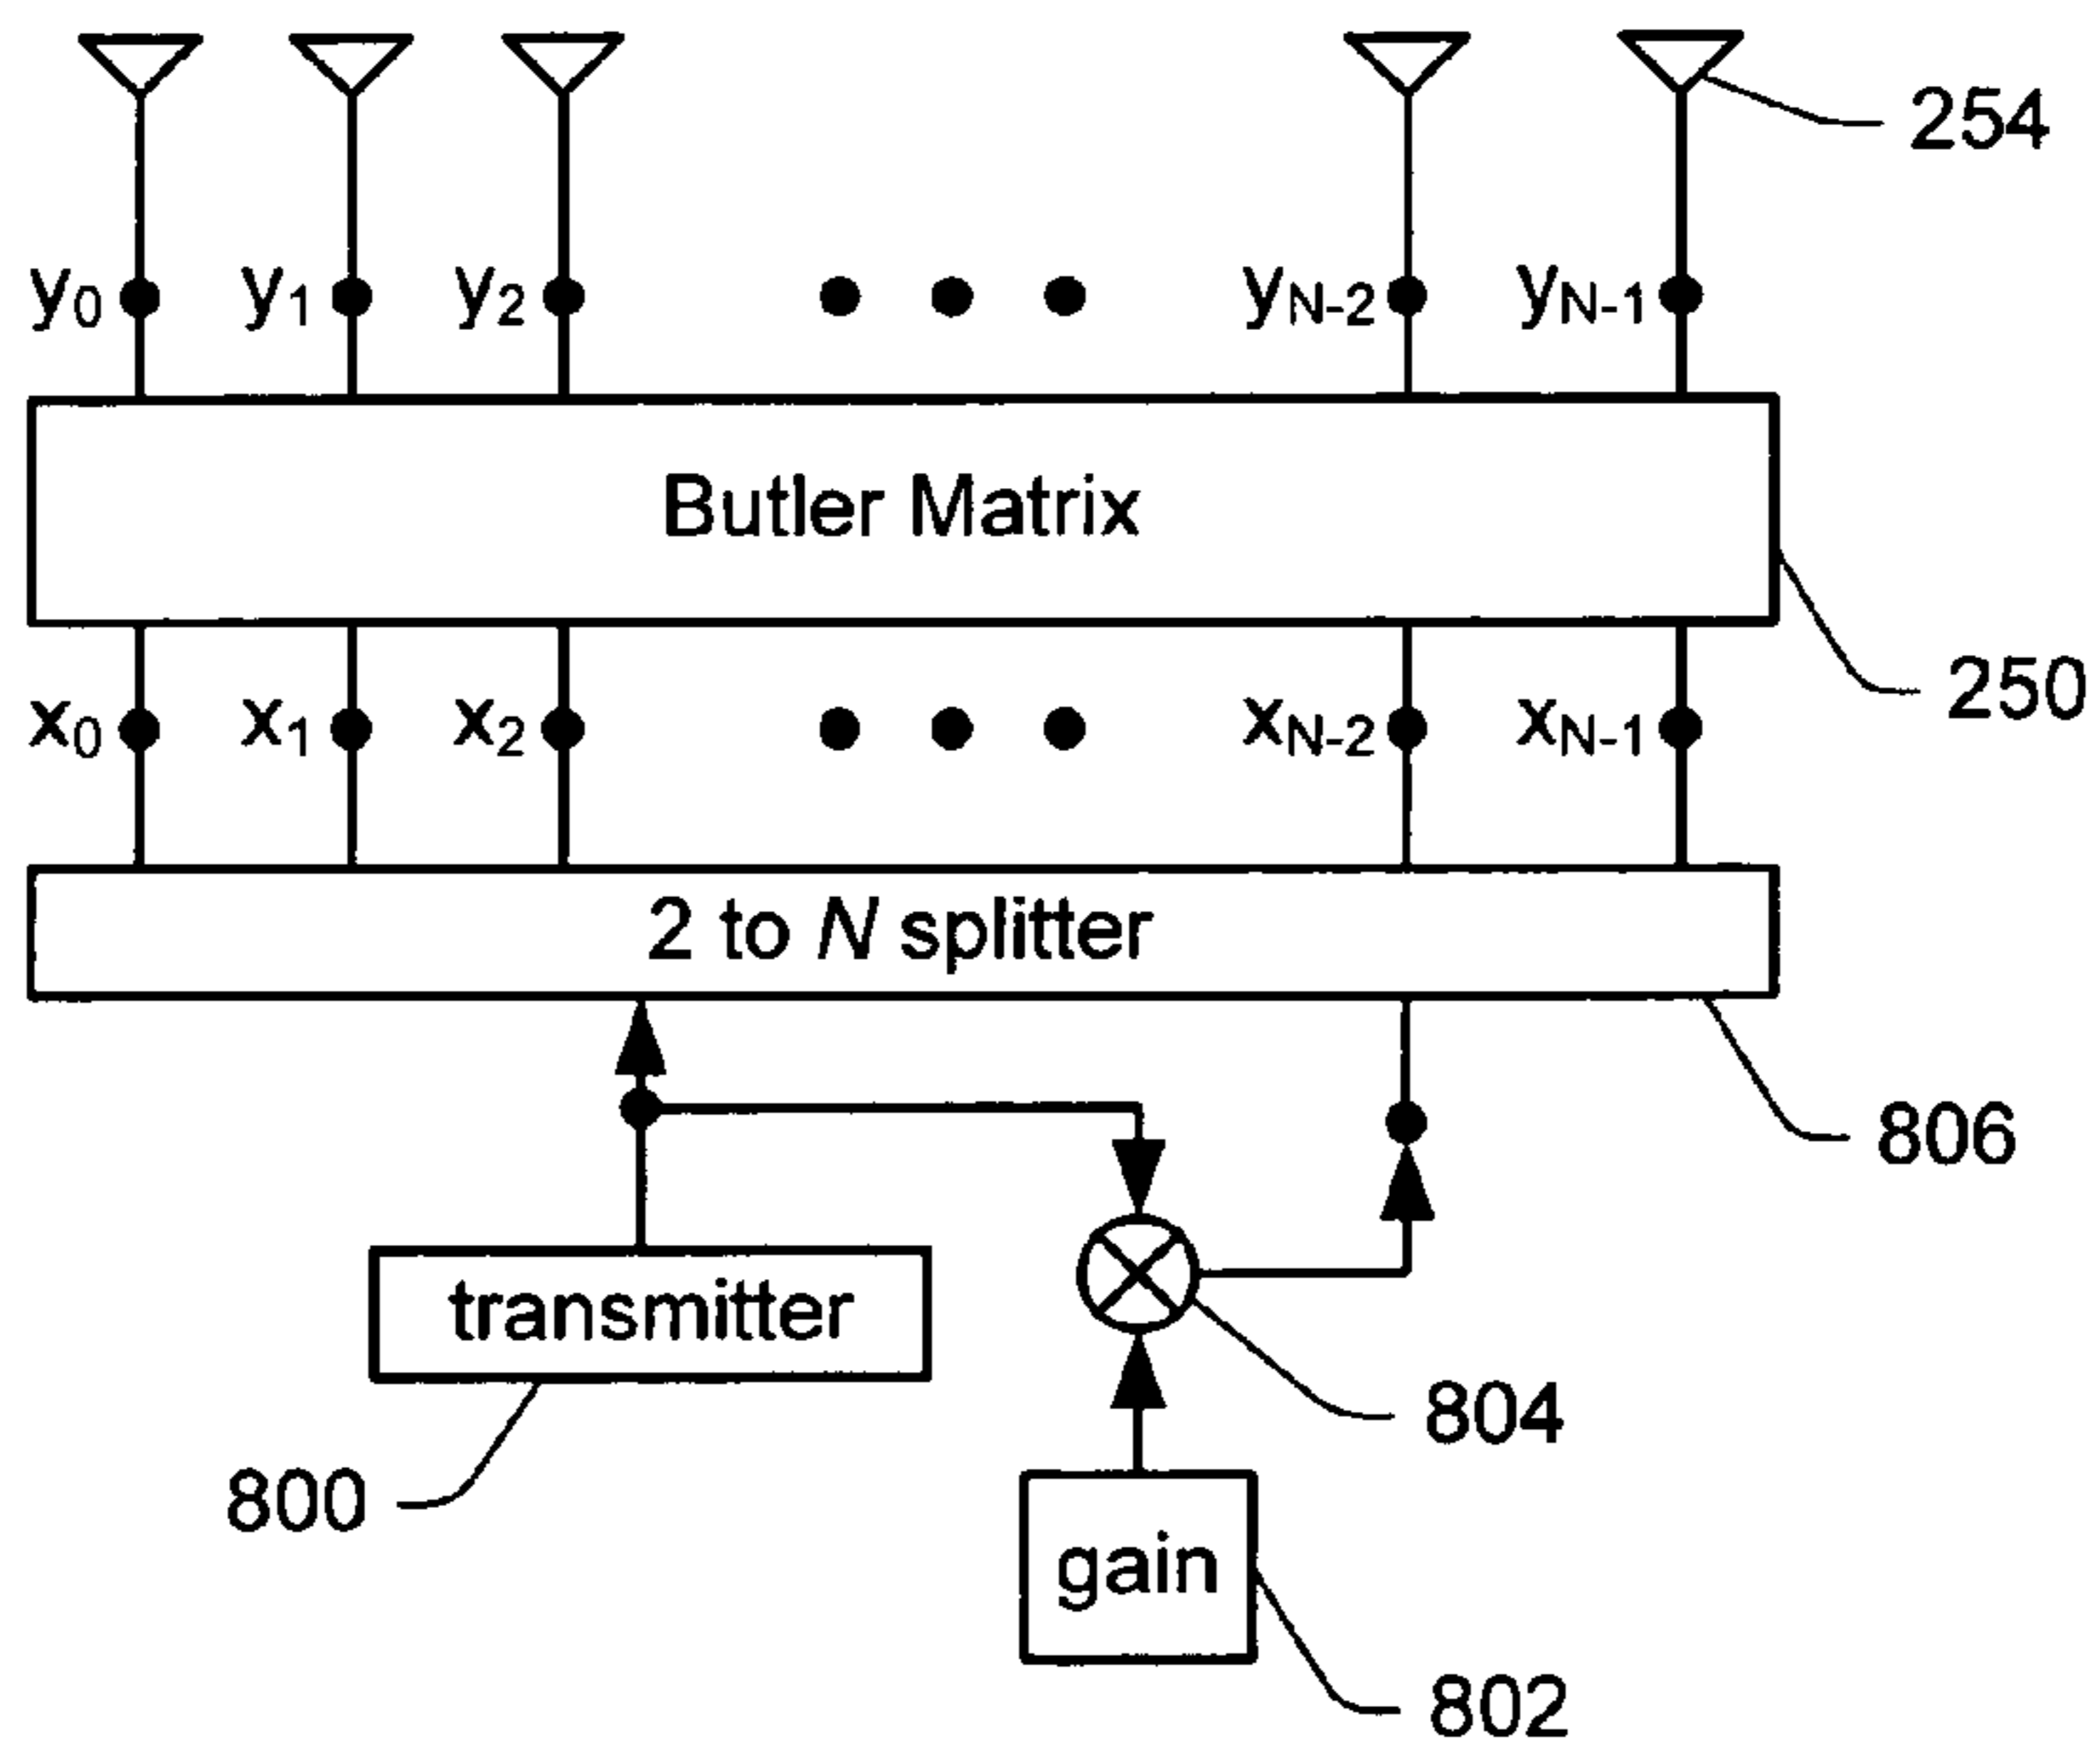 254
y0 y1 y2 yN-2 yN-1
Butler Matrix
250
x0 x1 x2 xN-2 xN-1
2 to N splitter
806
transmitter
804
800
gain
802